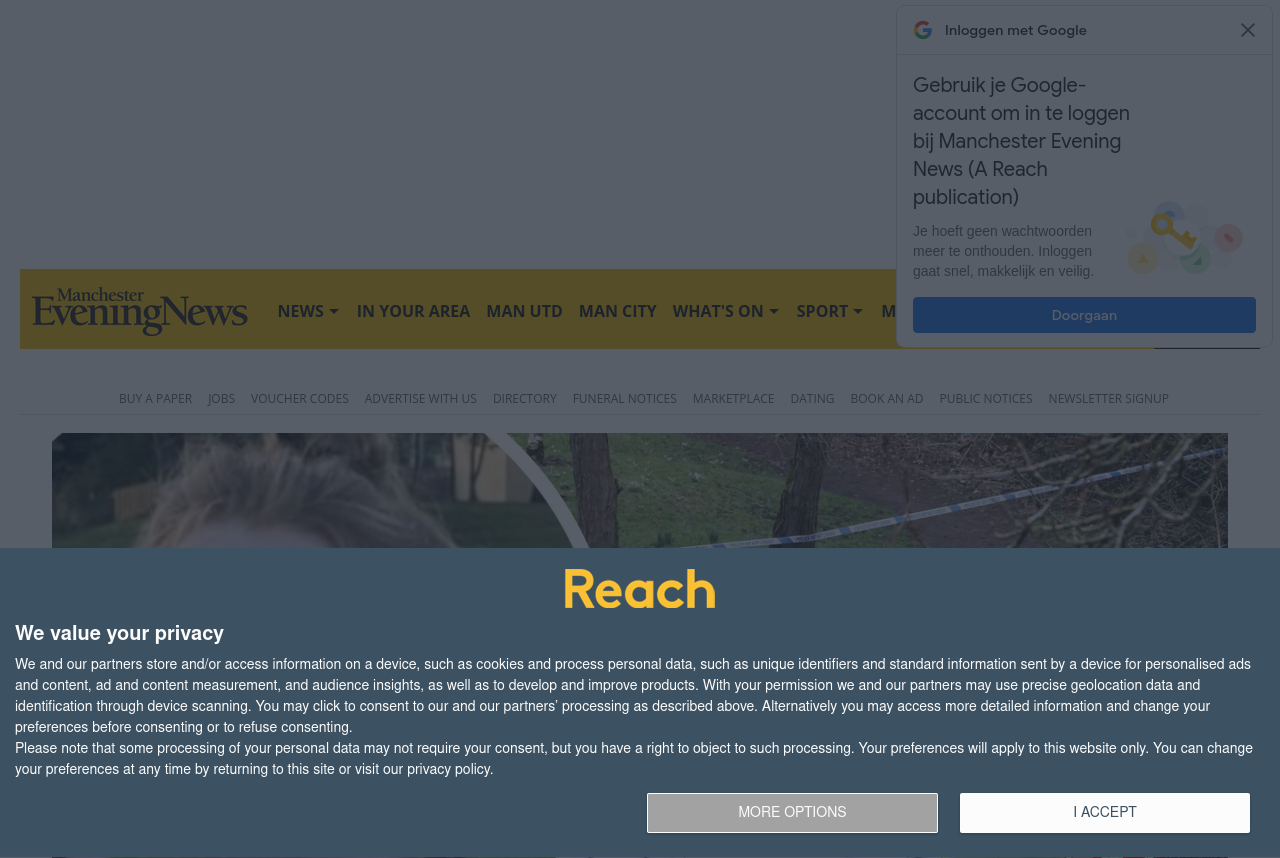 Inloggen met Google
Gebruik je Google-
account om in te loggen
bij Manchester Evening
News (A Reach
publication)
Je hoeft geen wachtwoorden
meer te onthouden. Inloggen
gaat snel, makkelijk en veilig.
Doorgaan
Manchester
Evening News
NEWS IN YOUR AREA MAN UTD MAN CITY WHAT'S ON SPORT M
BUY A PAPER JOBS VOUCHER CODES ADVERTISE WITH US DIRECTORY FUNERAL NOTICES MARKETPLACE DATING BOOK AN AD PUBLIC NOTICES NEWSLETTER SIGNUP
Reach
We value your privacy
We and our partners store and/or access information on a device, such as cookies and process personal data, such as unique identifiers and standard information sent by a device for personalised ads
and content, ad and content measurement, and audience insights, as well as to develop and improve products. With your permission we and our partners may use precise geolocation data and
identification through device scanning. You may click to consent to our and our partners’ processing as described above. Alternatively you may access more detailed information and change your
preferences before consenting or to refuse consenting.
Please note that some processing of your personal data may not require your consent, but you have a right to object to such processing. Your preferences will apply to this website only. You can change
your preferences at any time by returning to this site or visit our privacy policy.
MORE OPTIONS I ACCEPT